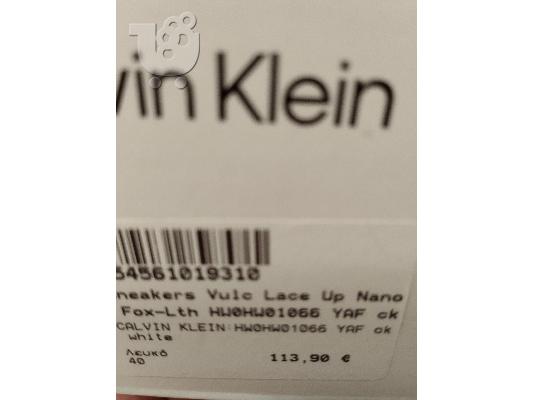 vin Klein
54561019310
neakers Vulc Lace Up Nano
Fox-Lth HW0HW01066 YAF ck
CALVIN KLEIN:HW0HW01066 YAF ck
white
Λευκό
40
113,90 €